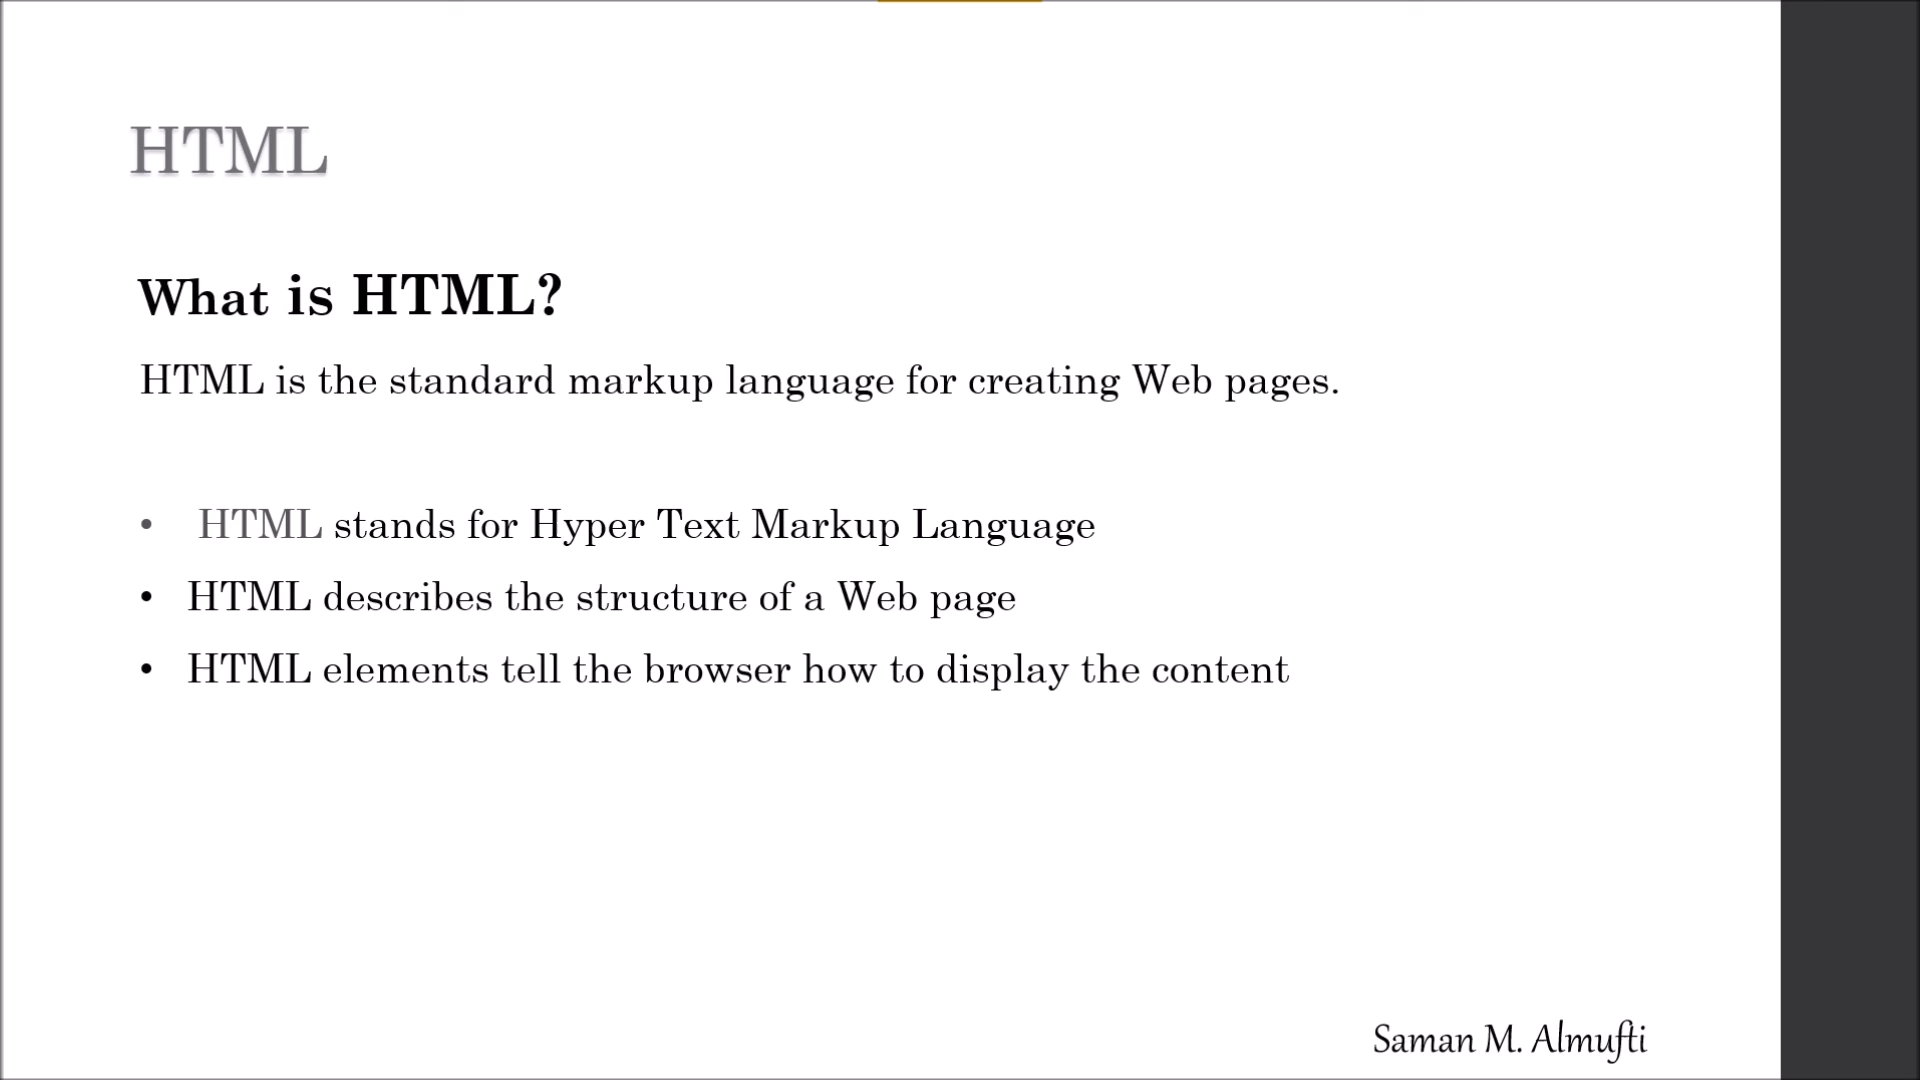 HTML
What is HTML?
HTML is the standard markup language for creating Web pages.
• HTML stands for Hyper Text Markup Language
• HTML describes the structure of a Web page
• HTML elements tell the browser how to display the content
Saman M. Almufti